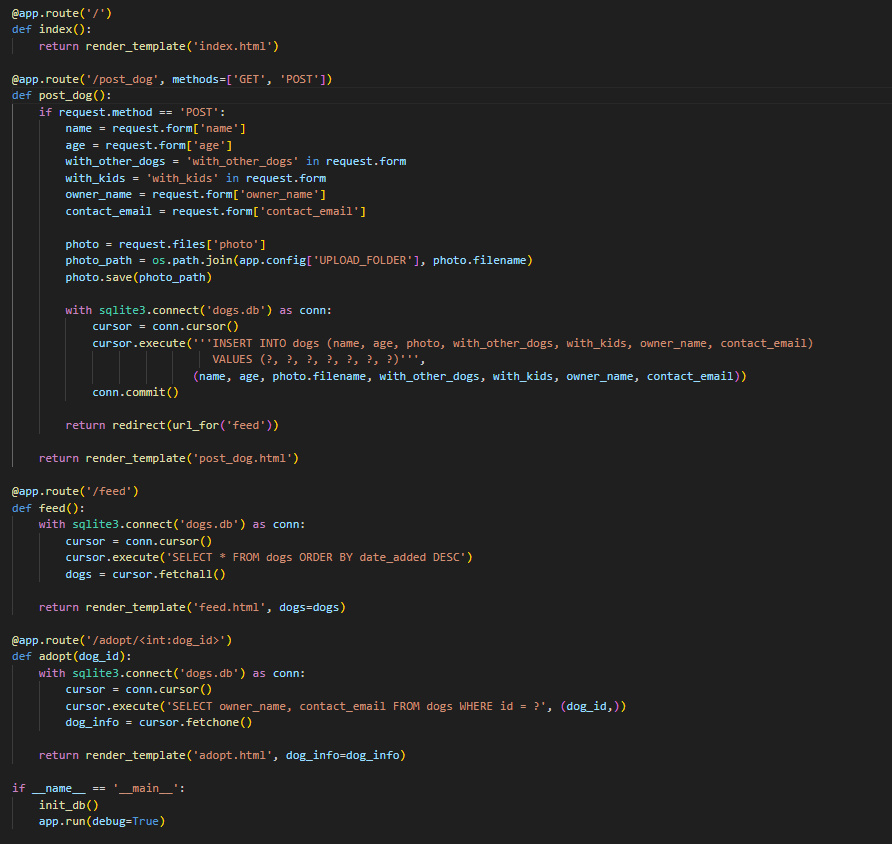 @app.route('/')
def index():
    return render_template('index.html')

@app.route('/post_dog', methods=['GET', 'POST'])
def post_dog():
    if request.method == 'POST':
        name = request.form['name']
        age = request.form['age']
        with_other_dogs = 'with_other_dogs' in request.form
        with_kids = 'with_kids' in request.form
        owner_name = request.form['owner_name']
        contact_email = request.form['contact_email']

        photo = request.files['photo']
        photo_path = os.path.join(app.config['UPLOAD_FOLDER'], photo.filename)
        photo.save(photo_path)

        with sqlite3.connect('dogs.db') as conn:
            cursor = conn.cursor()
            cursor.execute('''INSERT INTO dogs (name, age, photo, with_other_dogs, with_kids, owner_name, contact_email)
                              VALUES (?, ?, ?, ?, ?, ?, ?)''',
                           (name, age, photo.filename, with_other_dogs, with_kids, owner_name, contact_email))
            conn.commit()

        return redirect(url_for('feed'))

    return render_template('post_dog.html')

@app.route('/feed')
def feed():
    with sqlite3.connect('dogs.db') as conn:
        cursor = conn.cursor()
        cursor.execute('SELECT * FROM dogs ORDER BY date_added DESC')
        dogs = cursor.fetchall()

    return render_template('feed.html', dogs=dogs)

@app.route('/adopt/<int:dog_id>')
def adopt(dog_id):
    with sqlite3.connect('dogs.db') as conn:
        cursor = conn.cursor()
        cursor.execute('SELECT owner_name, contact_email FROM dogs WHERE id = ?', (dog_id,))
        dog_info = cursor.fetchone()

    return render_template('adopt.html', dog_info=dog_info)

if __name__ == '__main__':
    init_db()
    app.run(debug=True)